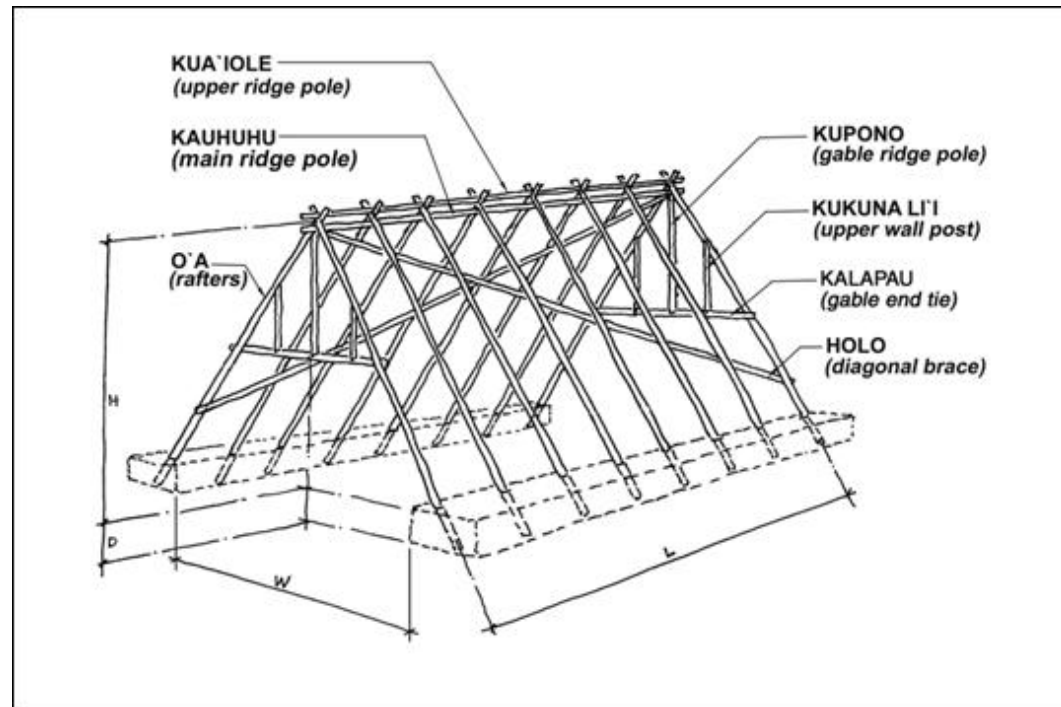 KUA`IOLE
(upper ridge pole)
KAUHUHU
(main ridge pole)
O`A
(rafters)
KUPONO
(gable ridge pole)
KUKUNA LI`I
(upper wall post)
KALAPAU
(gable end tie)
HOLO
(diagonal brace)
H
D
W
L